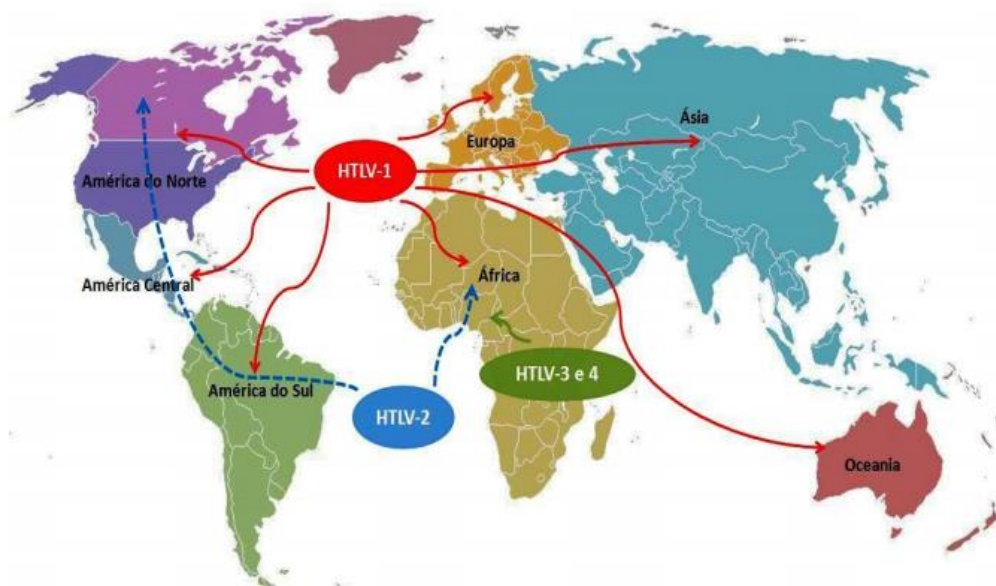 Ásia
Europa
HTLV-1
América do Norte
África
América Central
HTLV-3 e 4
América do Sul
HTLV-2
Oceania